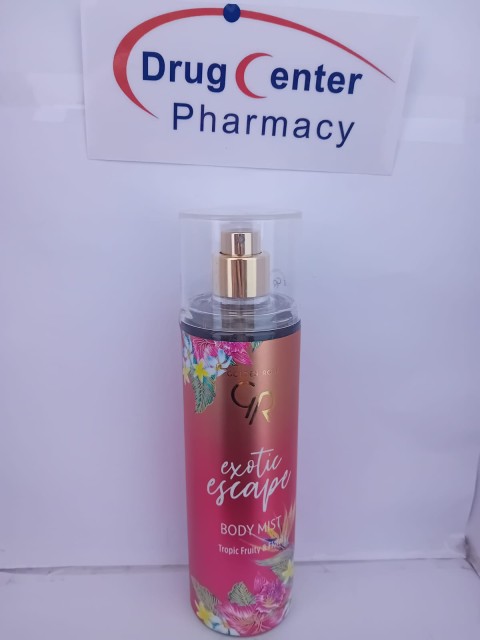 Drug Center
Pharmacy
GR
exotic
escape
BODY MIST
Tropic Fruity &